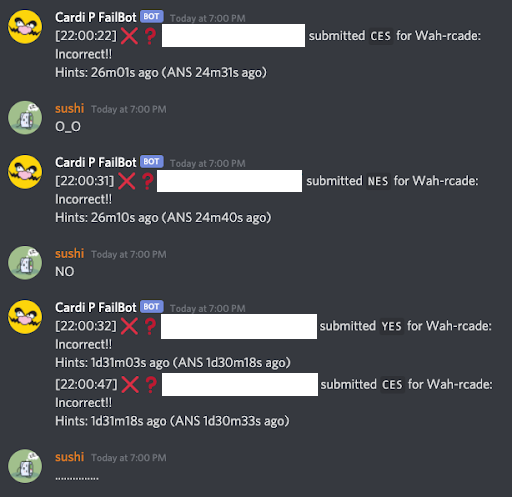 Cardi P FailBot BOT Today at 7:00 PM
[22:00:22] ❌❓ submitted CES for Wah-rcade:
Incorrect!!
Hints: 26m01s ago (ANS 24m31s ago)
sushi Today at 7:00 PM
O_O
Cardi P FailBot BOT Today at 7:00 PM
[22:00:31] ❌❓ submitted NES for Wah-rcade:
Incorrect!!
Hints: 26m10s ago (ANS 24m40s ago)
sushi Today at 7:00 PM
NO
Cardi P FailBot BOT Today at 7:00 PM
[22:00:32] ❌❓ submitted YES for Wah-rcade:
Incorrect!!
Hints: 1d31m03s ago (ANS 1d30m18s ago)
[22:00:47] ❌❓ submitted CES for Wah-rcade:
Incorrect!!
Hints: 1d31m18s ago (ANS 1d30m33s ago)
sushi Today at 7:00 PM
...............